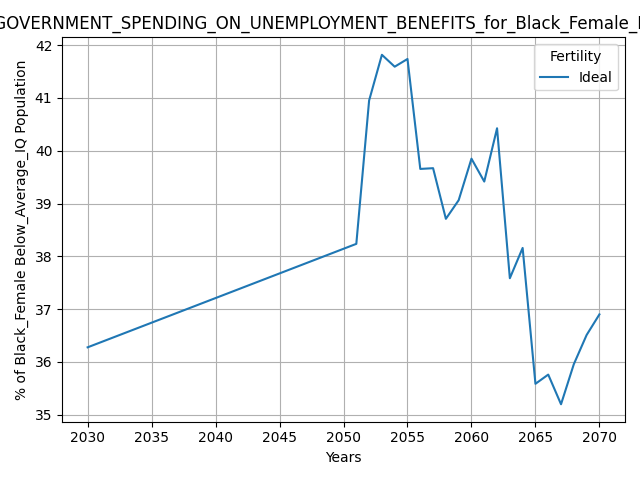 GOVERNMENT_SPENDING_ON_UNEMPLOYMENT_BENEFITS_for_Black_Female_
% of Black_Female Below_Average_IQ Population
42
41
40
39
38
37
36
35
Fertility
Ideal
2030 2035 2040 2045 2050 2055 2060 2065 2070
Years